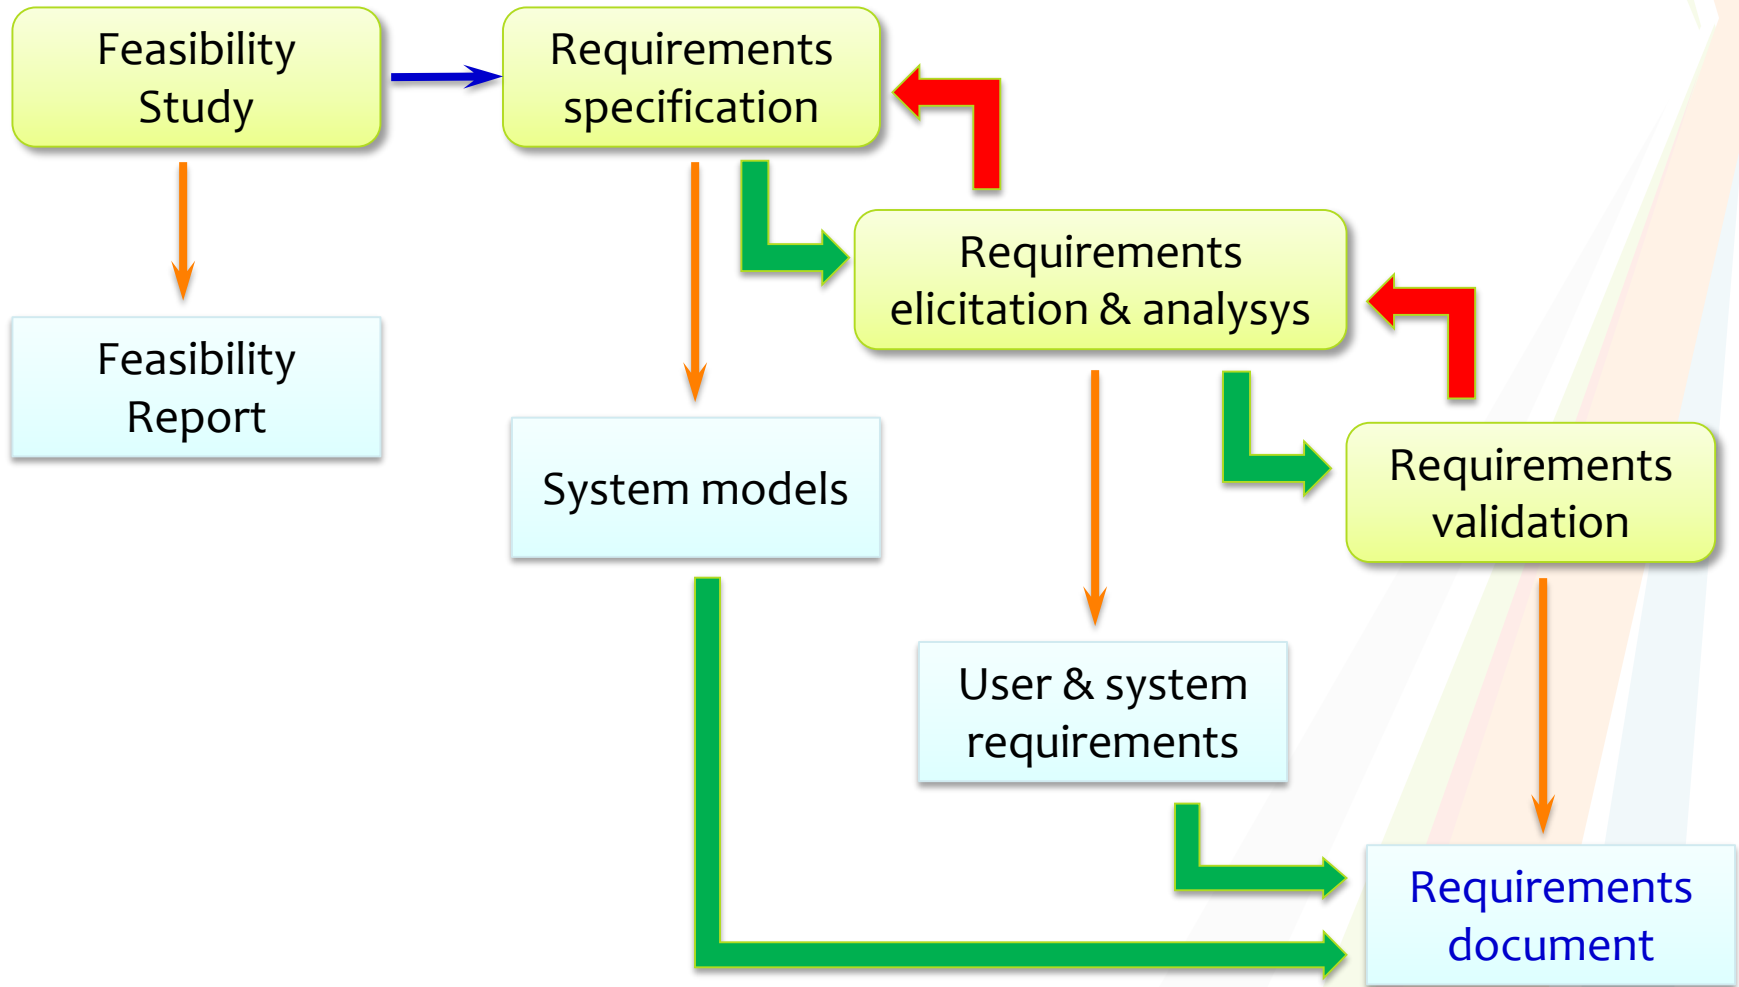 Feasibility
Study
Requirements
specification
Requirements
elicitation & analysys
Feasibility
Report
System models
Requirements
validation
User & system
requirements
Requirements
document